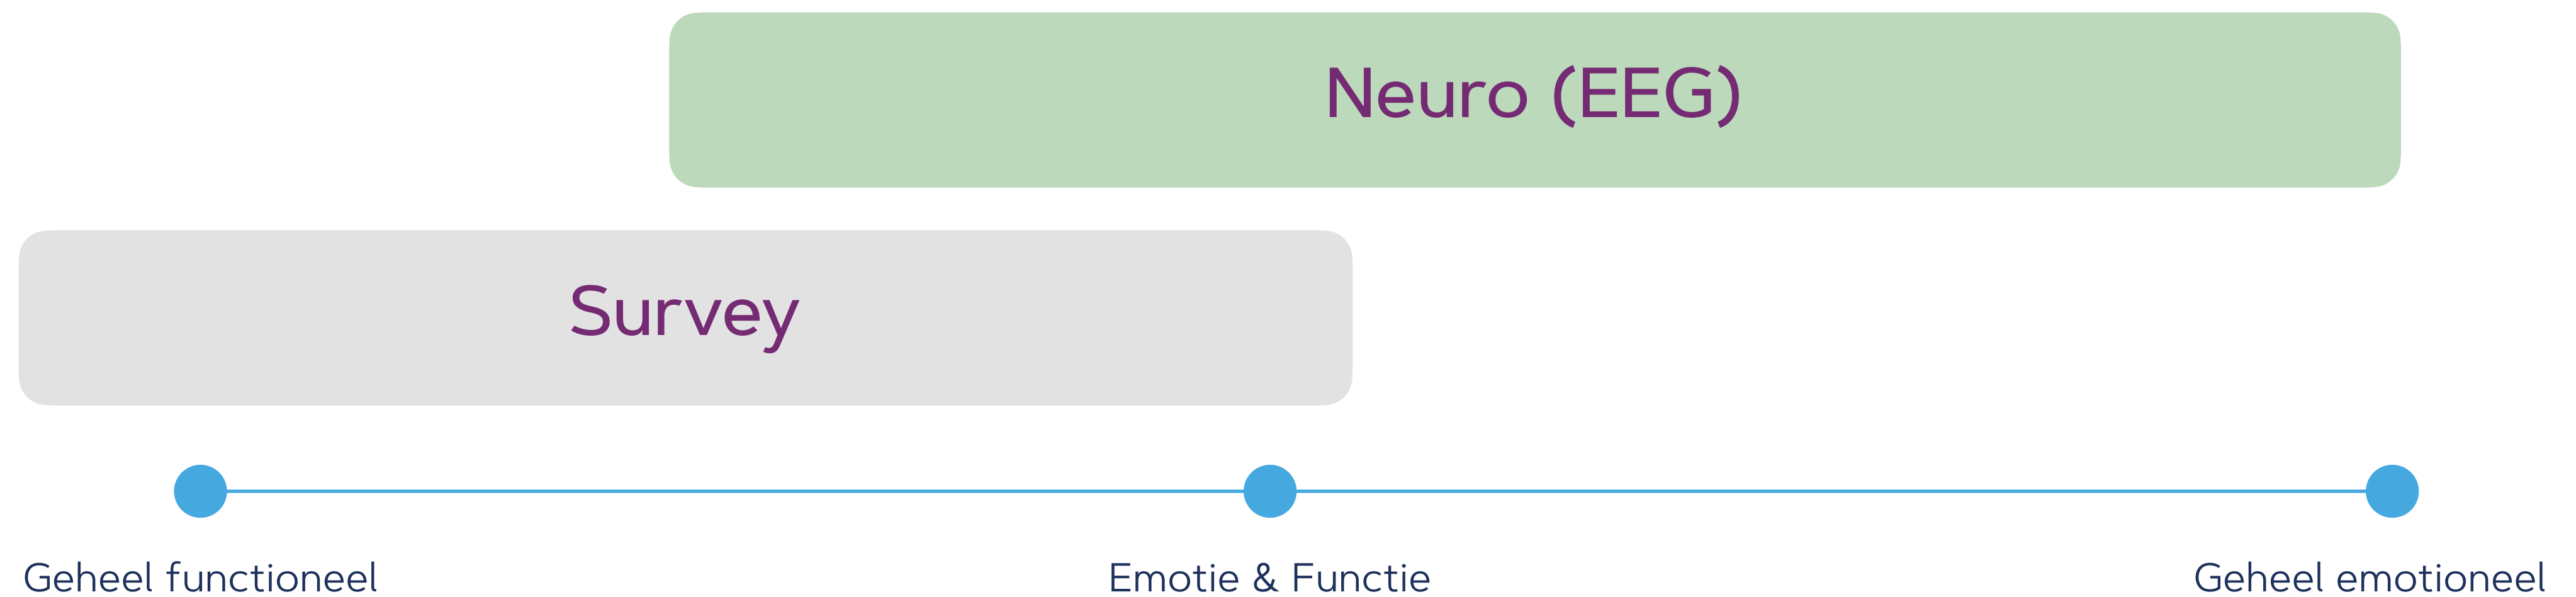 Neuro (EEG)
Survey
Geheel functioneel
Emotie & Functie
Geheel emotioneel